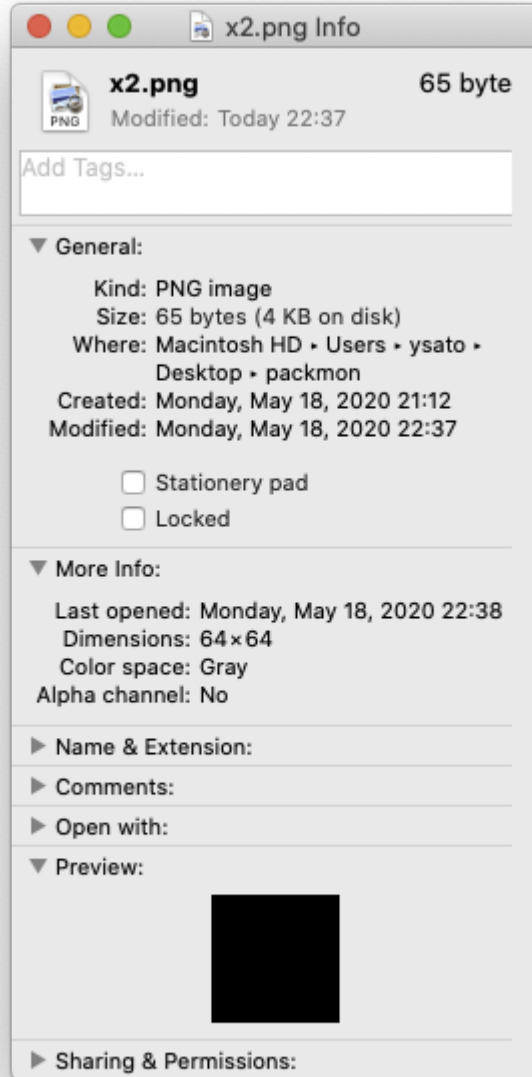 x2.png Info
x2.png 65 byte
Modified: Today 22:37
PNG
Add Tags...
General:
Kind: PNG image
Size: 65 bytes (4 KB on disk)
Where: Macintosh HD ▸ Users ▸ ysato ▸
Desktop ▸ packmon
Created: Monday, May 18, 2020 21:12
Modified: Monday, May 18, 2020 22:37
Stationery pad
Locked
More Info:
Last opened: Monday, May 18, 2020 22:38
Dimensions: 64×64
Color space: Gray
Alpha channel: No
Name & Extension:
Comments:
Open with:
Preview:
Sharing & Permissions: